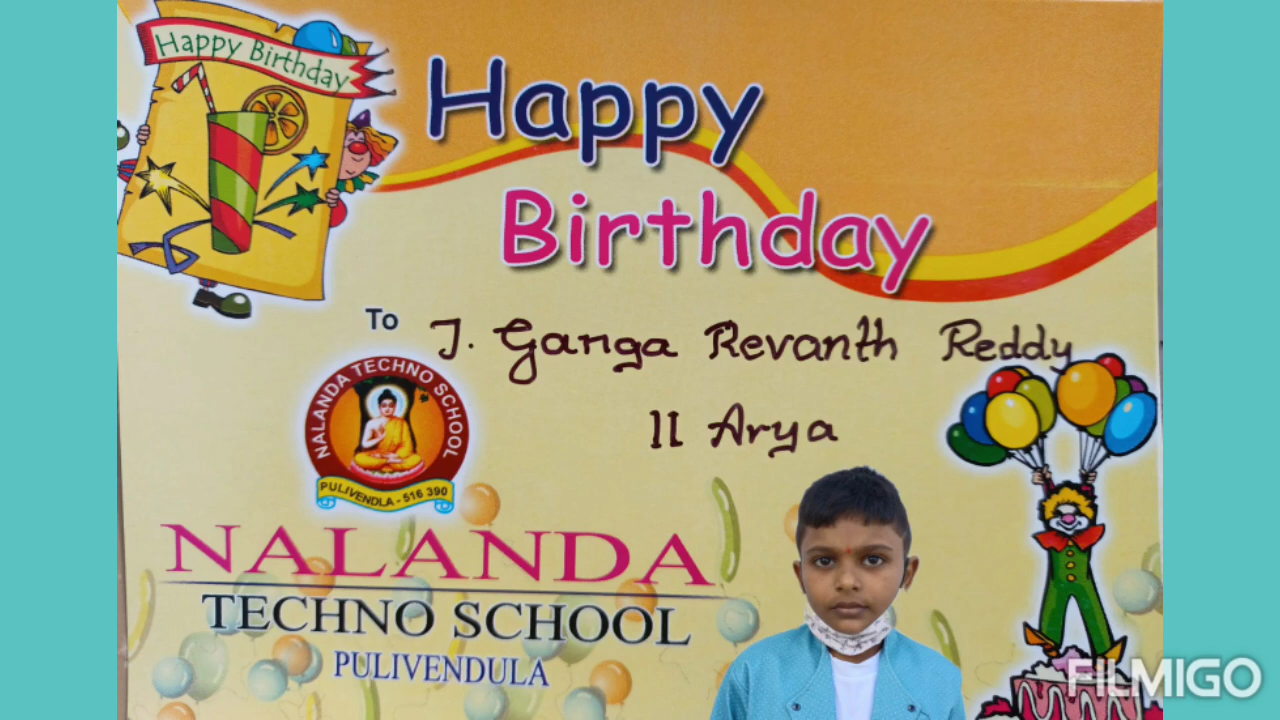 Happy Birthday
Happy
Birthday
To J. Ganga Revanth Reddy
II Arya
NALANDA TECHNO SCHOOL
PULIVENDLA - 516 390
NALANDA
TECHNO SCHOOL
PULIVENDULA
FILMIGO